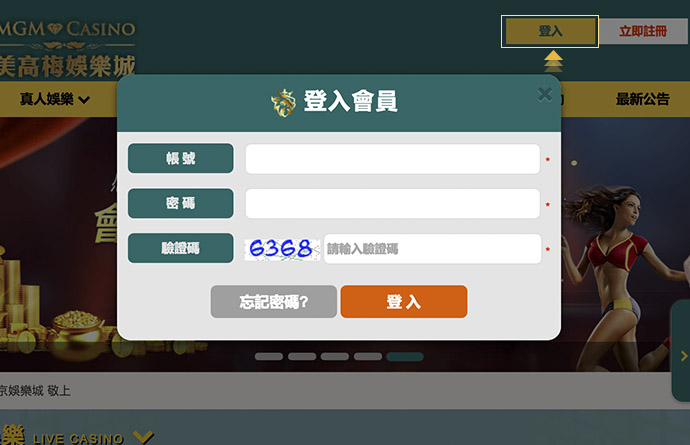 MGM CASINO
美高梅娛樂城
登入
立即註冊
真人娛樂
最新公告
登入會員
帳號
密碼
驗證碼
6368
請輸入驗證碼
忘記密碼?
登入
京娛樂城 敬上
樂 LIVE CASINO